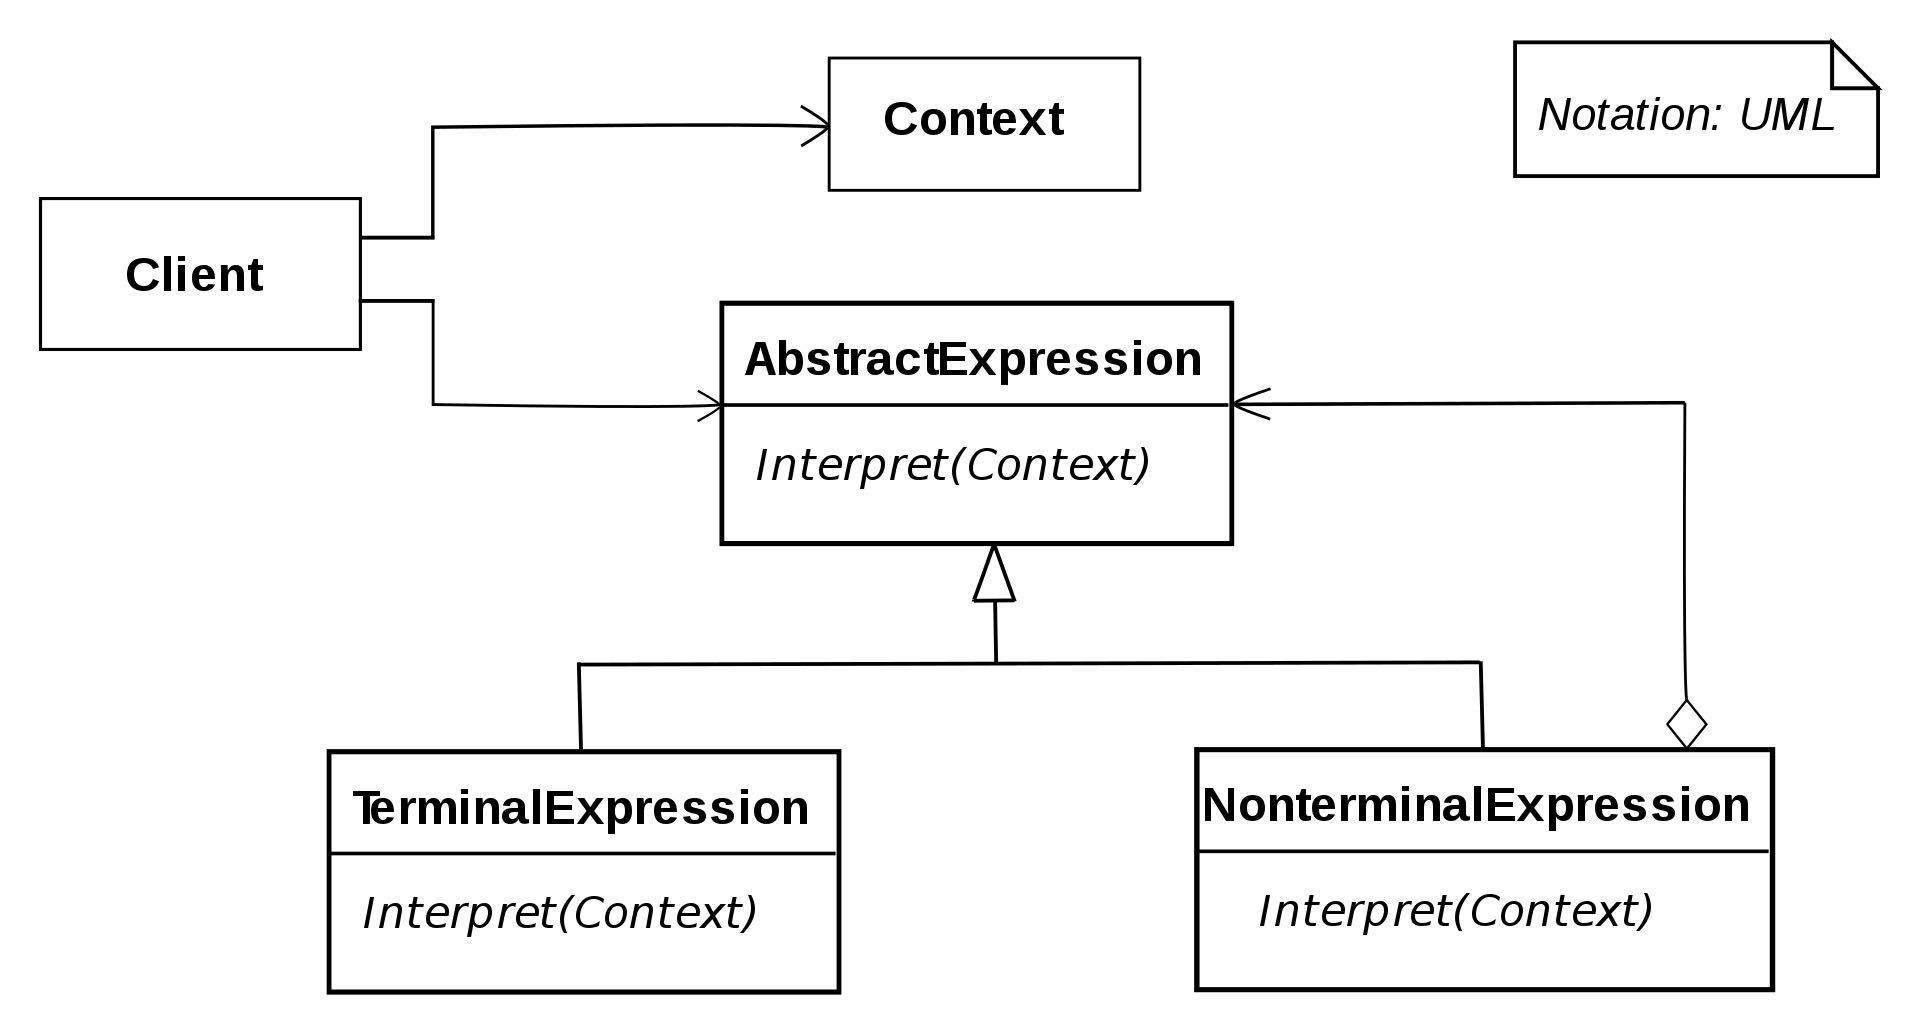 Context
Notation: UML
Client
AbstractExpression
Interpret(Context)
TerminalExpression
Interpret(Context)
NonterminalExpression
Interpret(Context)